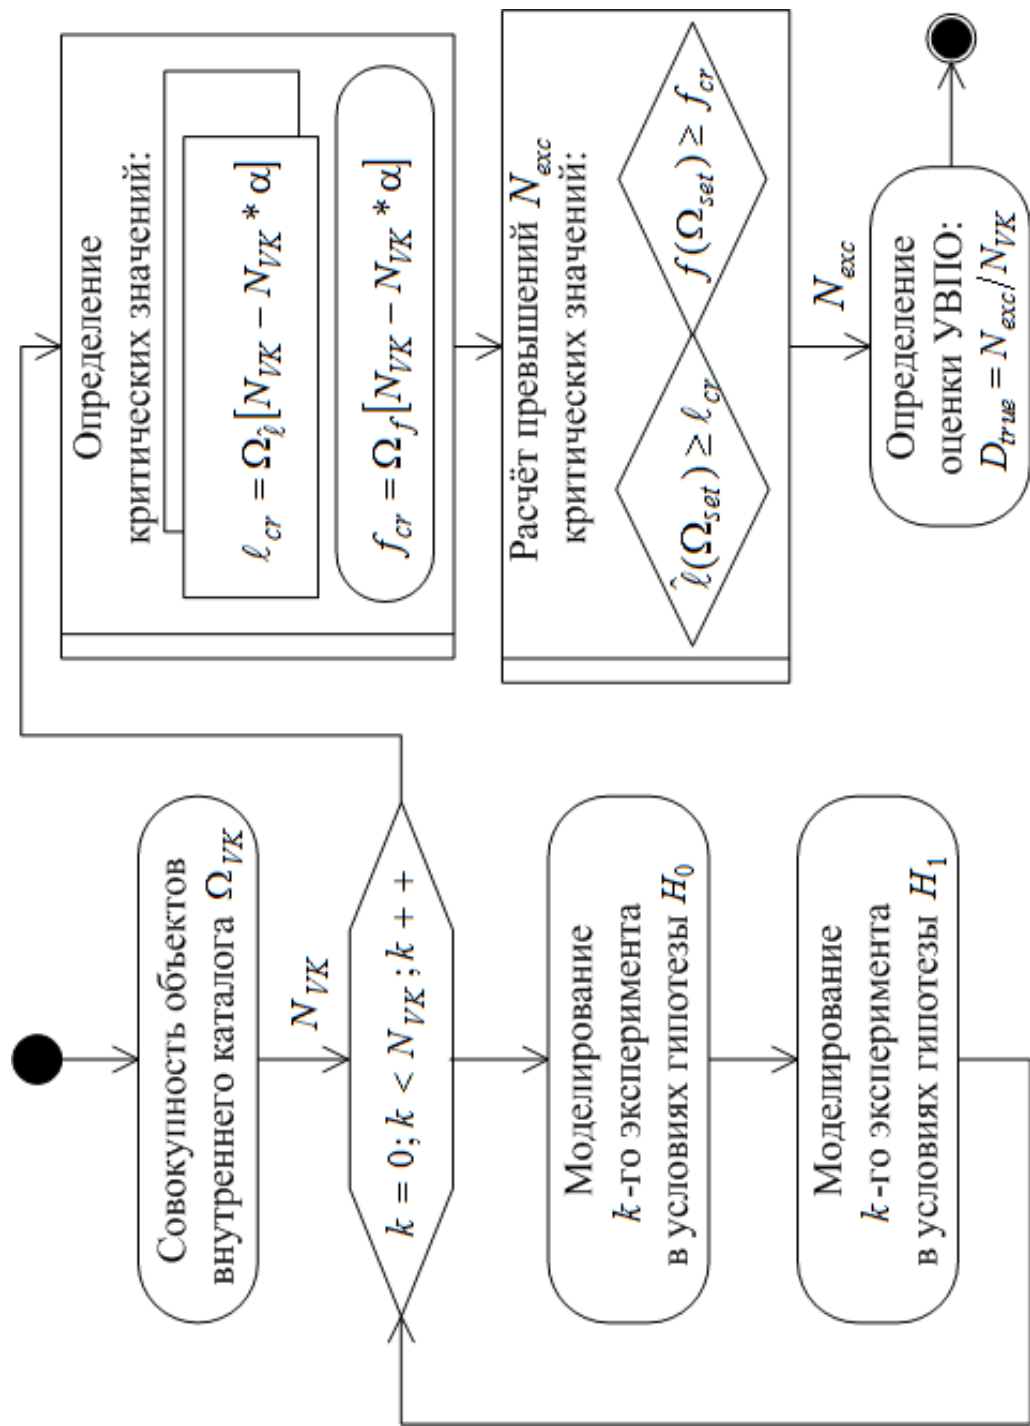 Совокупность объектов
внутреннего каталога Ω_VK
N_VK
k = 0; k < N_VK; k + +
Моделирование
k-го эксперимента
в условиях гипотезы H_0
Моделирование
k-го эксперимента
в условиях гипотезы H_1
Определение
критических значений:
ℓ_cr = Ω_ℓ̂[N_VK − N_VK * α]
f_cr = Ω_f[N_VK − N_VK * α]
Расчёт превышений N_exc
критических значений:
ℓ̂(Ω_set) ≥ ℓ_cr
f(Ω_set) ≥ f_cr
N_exc
Определение
оценки УВПО:
D_true = N_exc/N_VK